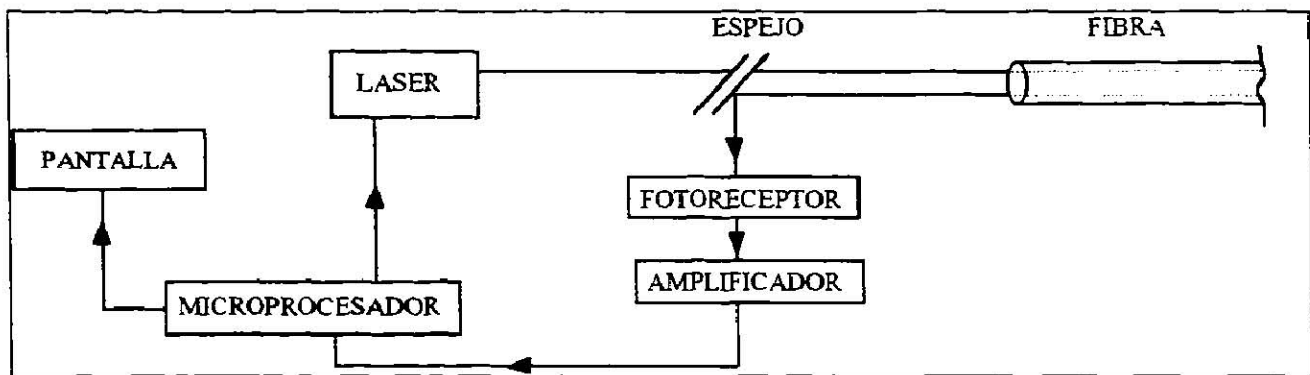 ESPEJO
FIBRA
LASER
PANTALLA
FOTORECEPTOR
AMPLIFICADOR
MICROPROCESADOR